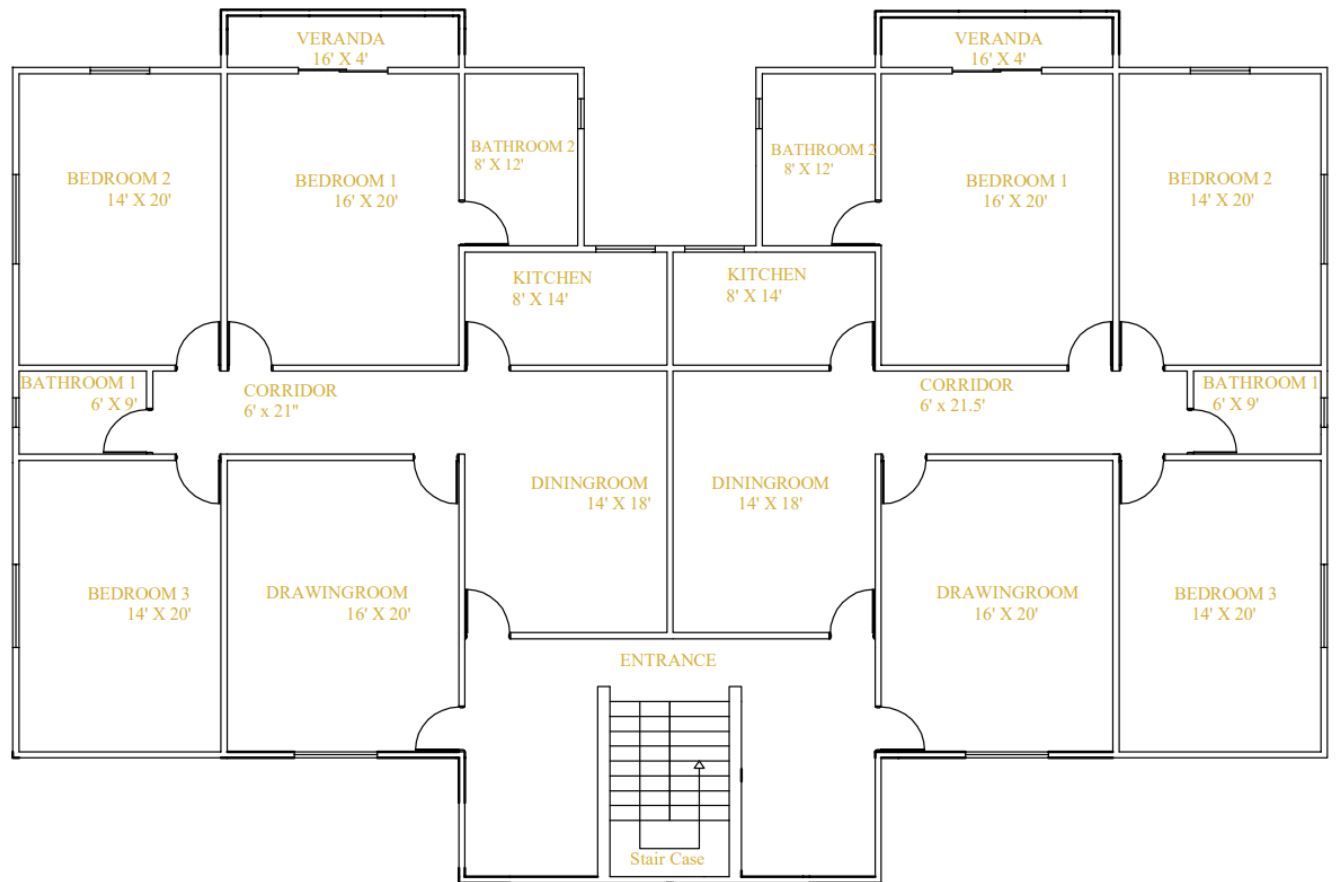 VERANDA
16' X 4'
VERANDA
16' X 4'
BATHROOM 2
8' X 12'
BATHROOM 2
8' X 12'
BEDROOM 2
14' X 20'
BEDROOM 1
16' X 20'
BEDROOM 1
16' X 20'
BEDROOM 2
14' X 20'
KITCHEN
8' X 14'
KITCHEN
8' X 14'
BATHROOM 1
6' X 9'
CORRIDOR
6' x 21"
CORRIDOR
6' x 21.5'
BATHROOM 1
6' X 9'
DININGROOM
14' X 18'
DININGROOM
14' X 18'
BEDROOM 3
14' X 20'
DRAWINGROOM
16' X 20'
DRAWINGROOM
16' X 20'
BEDROOM 3
14' X 20'
ENTRANCE
Stair Case